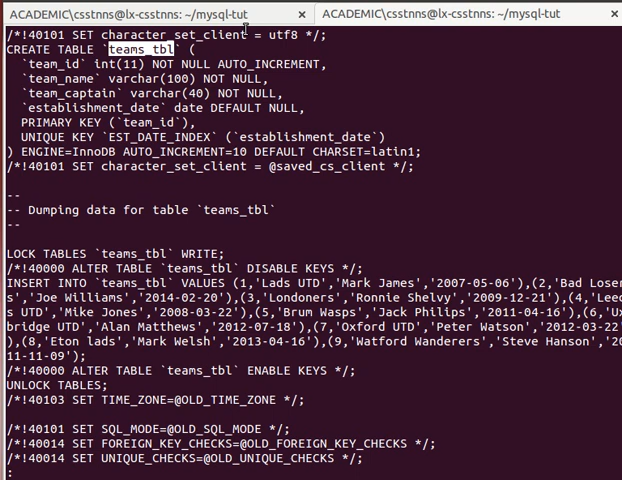 ACADEMIC\csstnns@lx-csstnns: ~/mysql-tut × ACADEMIC\csstnns@lx-csstnns: ~/mysql-tut ×
/*!40101 SET character_set_client = utf8 */;
CREATE TABLE `teams_tbl` (
  `team_id` int(11) NOT NULL AUTO_INCREMENT,
  `team_name` varchar(100) NOT NULL,
  `team_captain` varchar(40) NOT NULL,
  `establishment_date` date DEFAULT NULL,
  PRIMARY KEY (`team_id`),
  UNIQUE KEY `EST_DATE_INDEX` (`establishment_date`)
) ENGINE=InnoDB AUTO_INCREMENT=10 DEFAULT CHARSET=latin1;
/*!40101 SET character_set_client = @saved_cs_client */;

--
-- Dumping data for table `teams_tbl`
--

LOCK TABLES `teams_tbl` WRITE;
/*!40000 ALTER TABLE `teams_tbl` DISABLE KEYS */;
INSERT INTO `teams_tbl` VALUES (1,'Lads UTD','Mark James','2007-05-06'),(2,'Bad Loser
s','Joe Williams','2014-02-20'),(3,'Londoners','Ronnie Shelvy','2009-12-21'),(4,'Leed
s UTD','Mike Jones','2008-03-22'),(5,'Brum Wasps','Jack Philips','2011-04-16'),(6,'Ux
bridge UTD','Alan Matthews','2012-07-18'),(7,'Oxford UTD','Peter Watson','2012-03-22'
),(8,'Eton lads','Mark Welsh','2013-04-16'),(9,'Watford Wanderers','Steve Hanson','20
11-11-09');
/*!40000 ALTER TABLE `teams_tbl` ENABLE KEYS */;
UNLOCK TABLES;
/*!40103 SET TIME_ZONE=@OLD_TIME_ZONE */;

/*!40101 SET SQL_MODE=@OLD_SQL_MODE */;
/*!40014 SET FOREIGN_KEY_CHECKS=@OLD_FOREIGN_KEY_CHECKS */;
/*!40014 SET UNIQUE_CHECKS=@OLD_UNIQUE_CHECKS */;
: